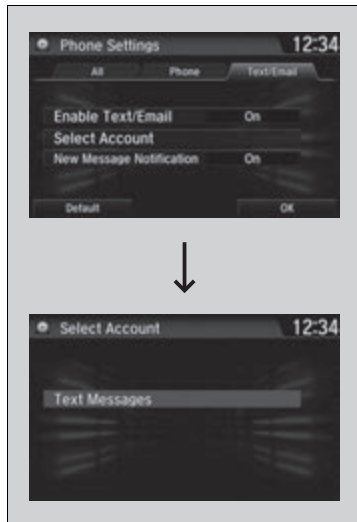 Phone Settings 12:34
All Phone Text/Email
Enable Text/Email On
Select Account
New Message Notification On
Default OK
Select Account 12:34
Text Messages